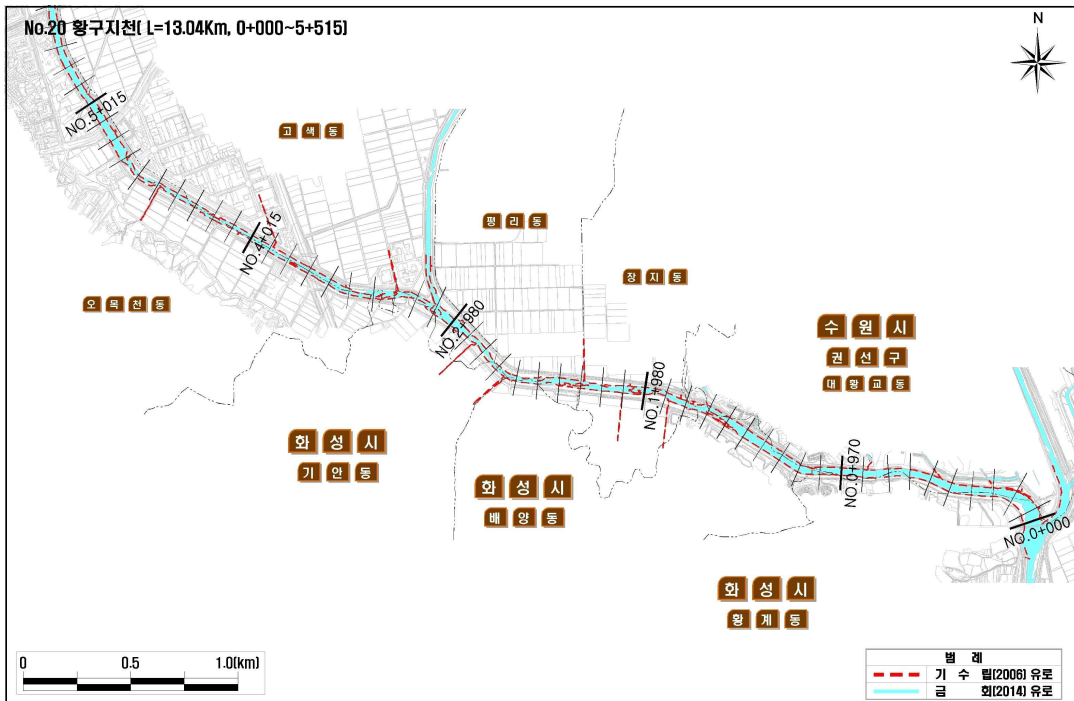 No.20 황구지천( L=13.04Km, 0+000~5+515)
N
NO.5+015
고색동
NO.4+015
평리동
장지동
오목천동
NO.2+980
수원시
권선구
대황교동
NO.1+980
화성시
기안동
NO.0+970
화성시
배양동
NO.0+000
화성시
황계동
0 0.5 1.0(km)
범 례
기 수 립(2006) 유로
금 회(2014) 유로